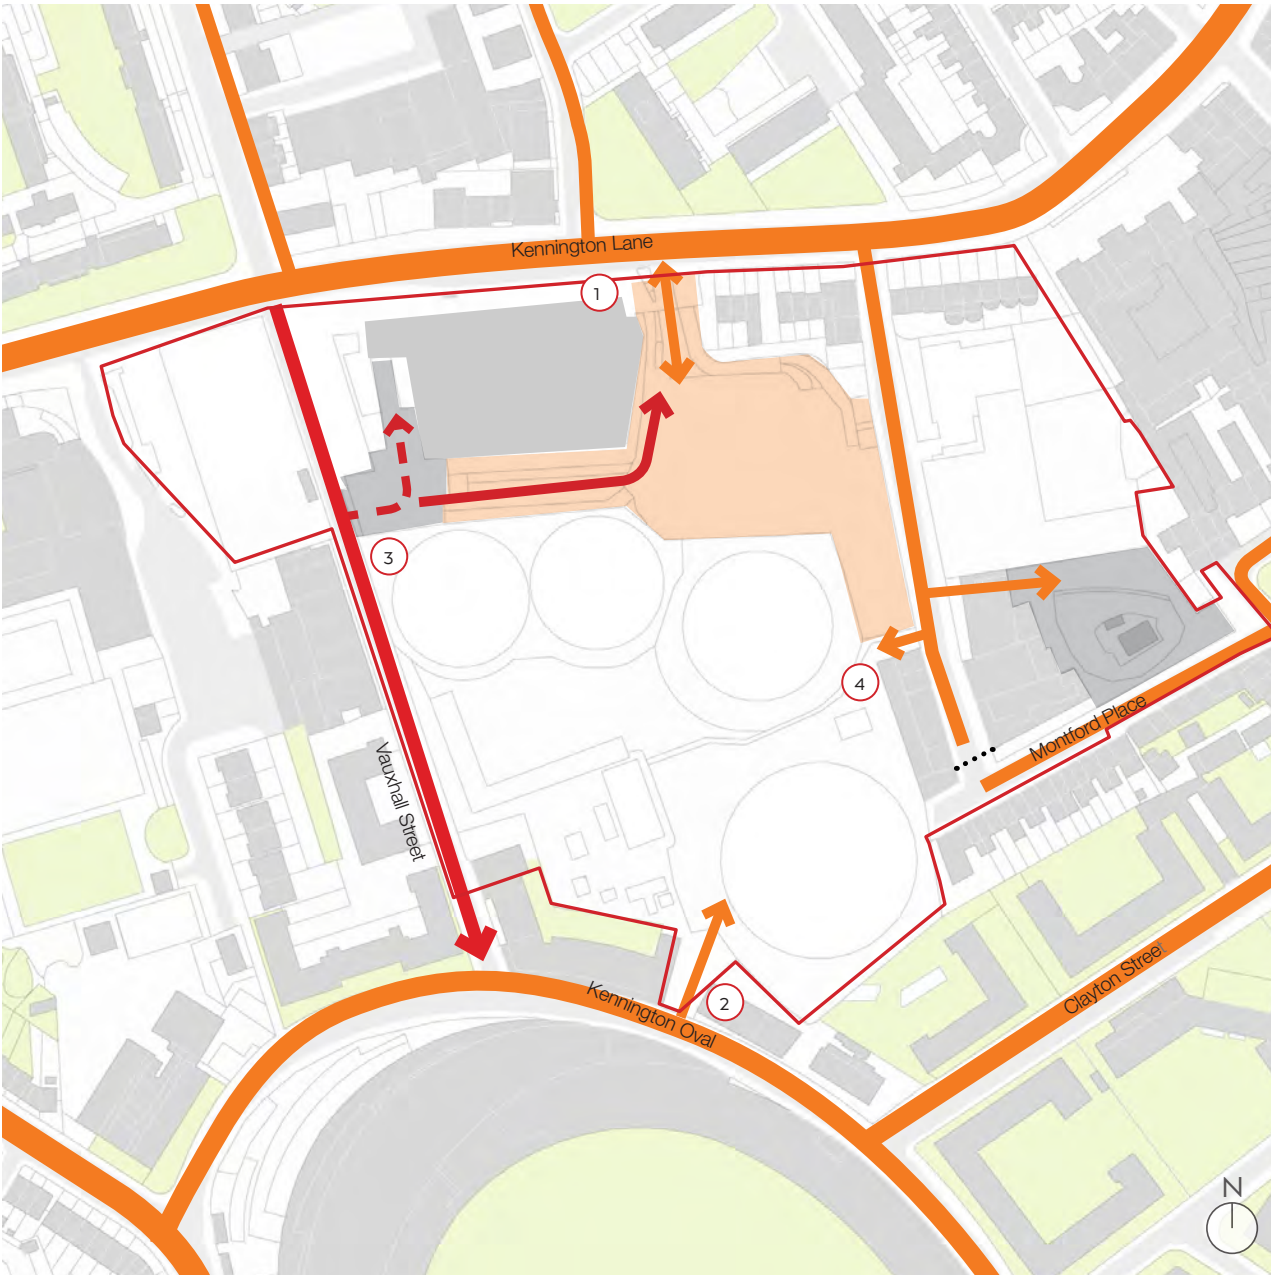 Kennington Lane
1
3
4
Montford Place
Vauxhall Street
Clayton Street
Kennington Oval
2
N